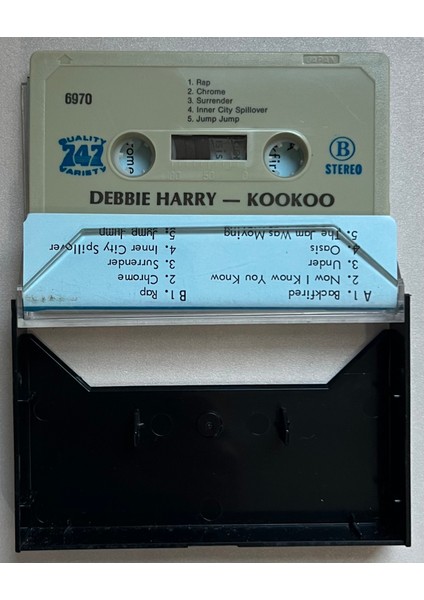 JAPAN
1. Rap
2. Chrome
3. Surrender
4. Inner City Spillover
5. Jump Jump
6970
QUALITY
747
VARIETY
B
STEREO
DEBBIE HARRY — KOOKOO
A 1. Backfired
2. Now I Know You Know
3. Under
4. Oasis
5. The Jam Was Moving
B 1. Rap
2. Chrome
3. Surrender
4. Inner City Spillover
5. Jump Jump